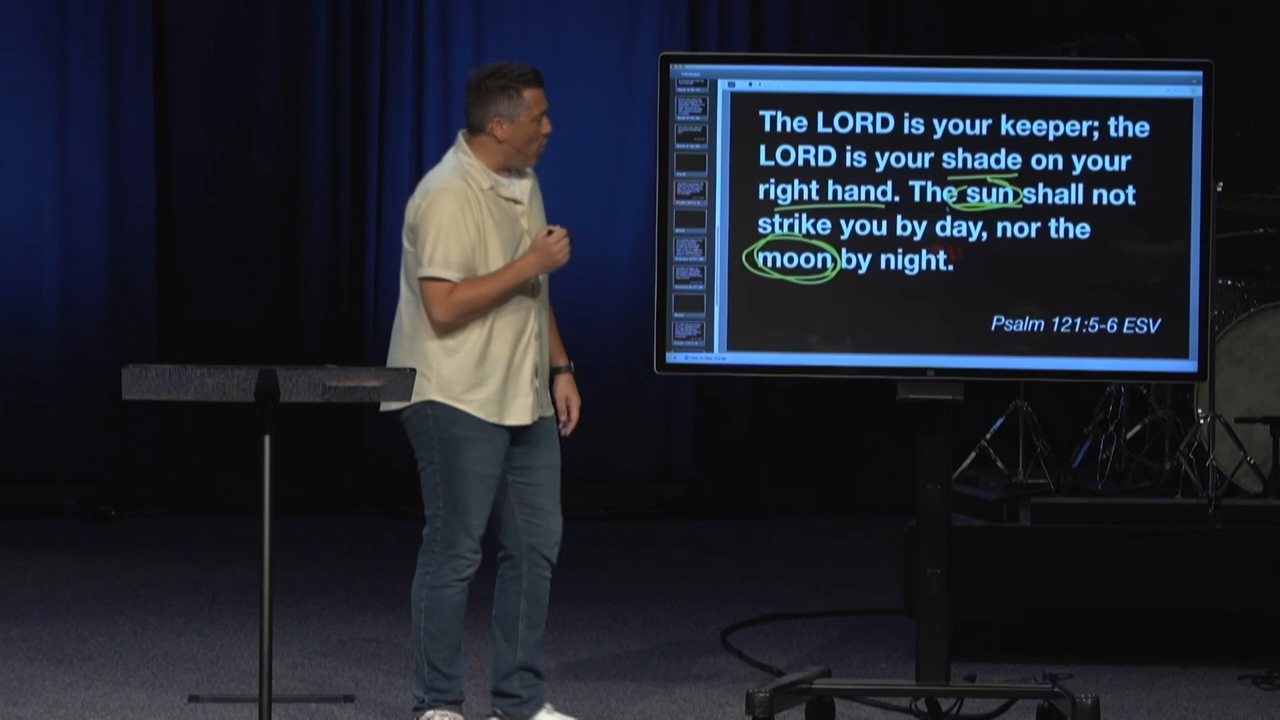 The LORD is your keeper; the
LORD is your shade on your
right hand. The sun shall not
strike you by day, nor the
moon by night.
Psalm 121:5-6 ESV